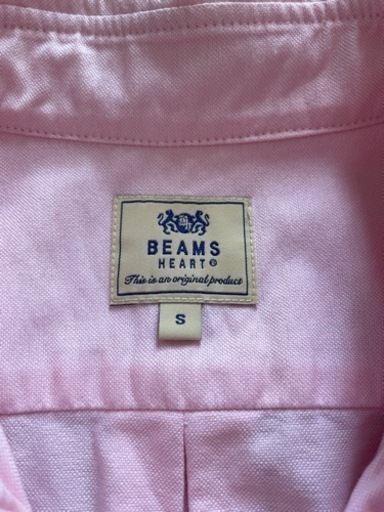 BEAMS
HEART®
This is an original product
S